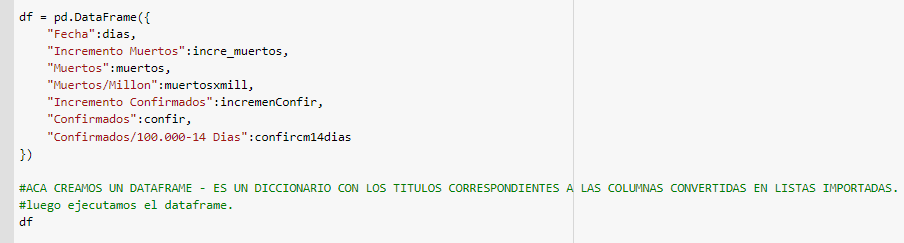 df = pd.DataFrame({
    "Fecha":dias,
    "Incremento Muertos":incre_muertos,
    "Muertos":muertos,
    "Muertos/Millon":muertosxmill,
    "Incremento Confirmados":incremenConfir,
    "Confirmados":confir,
    "Confirmados/100.000-14 Dias":confircm14dias
})
#ACA CREAMOS UN DATAFRAME - ES UN DICCIONARIO CON LOS TITULOS CORRESPONDIENTES A LAS COLUMNAS CONVERTIDAS EN LISTAS IMPORTADAS.
#luego ejecutamos el dataframe.
df